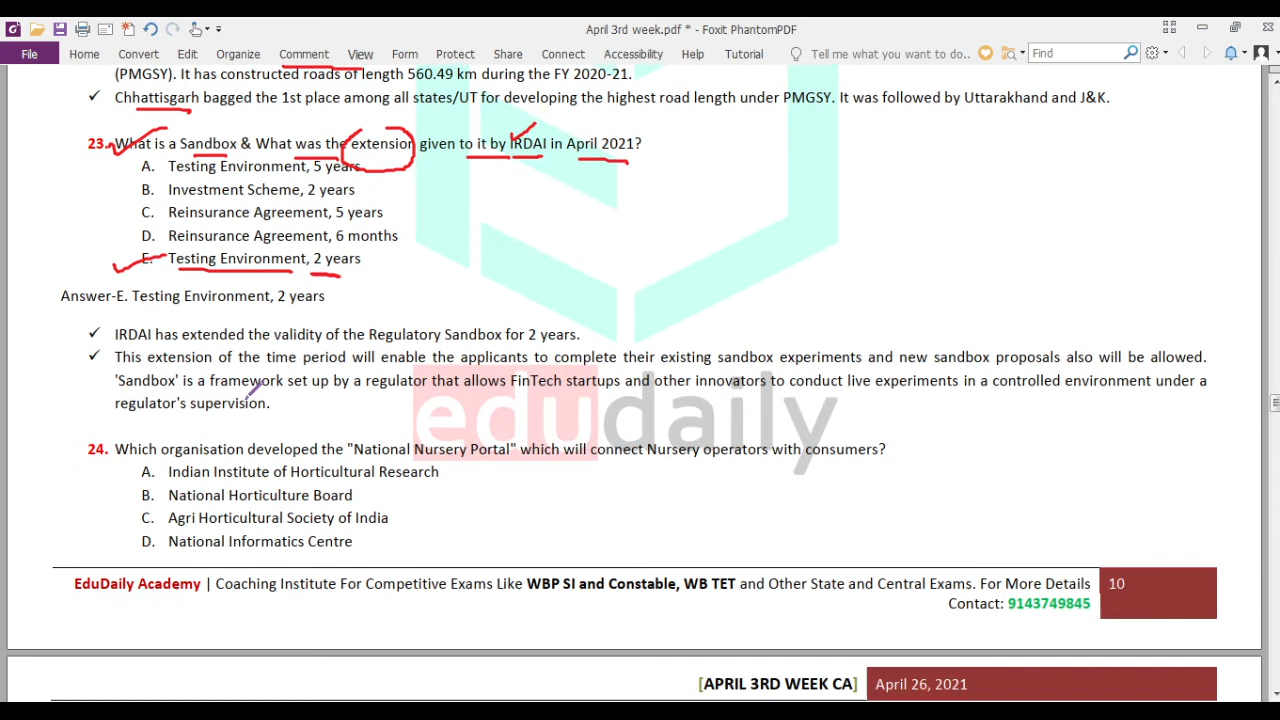 April 3rd week.pdf * - Foxit PhantomPDF
File Home Convert Edit Organize Comment View Form Protect Share Connect Accessibility Help Tutorial Tell me what you want to do.. Find
(PMGSY). It has constructed roads of length 560.49 km during the FY 2020-21.
✓ Chhattisgarh bagged the 1st place among all states/UT for developing the highest road length under PMGSY. It was followed by Uttarakhand and J&K.
23. What is a Sandbox & What was the extension given to it by IRDAI in April 2021?
A. Testing Environment, 5 years
B. Investment Scheme, 2 years
C. Reinsurance Agreement, 5 years
D. Reinsurance Agreement, 6 months
E. Testing Environment, 2 years
Answer-E. Testing Environment, 2 years
✓ IRDAI has extended the validity of the Regulatory Sandbox for 2 years.
✓ This extension of the time period will enable the applicants to complete their existing sandbox experiments and new sandbox proposals also will be allowed.
'Sandbox' is a framework set up by a regulator that allows FinTech startups and other innovators to conduct live experiments in a controlled environment under a
regulator's supervision.
edudaily
24. Which organisation developed the "National Nursery Portal" which will connect Nursery operators with consumers?
A. Indian Institute of Horticultural Research
B. National Horticulture Board
C. Agri Horticultural Society of India
D. National Informatics Centre
EduDaily Academy | Coaching Institute For Competitive Exams Like WBP SI and Constable, WB TET and Other State and Central Exams. For More Details 10
Contact: 9143749845
[APRIL 3RD WEEK CA] April 26, 2021